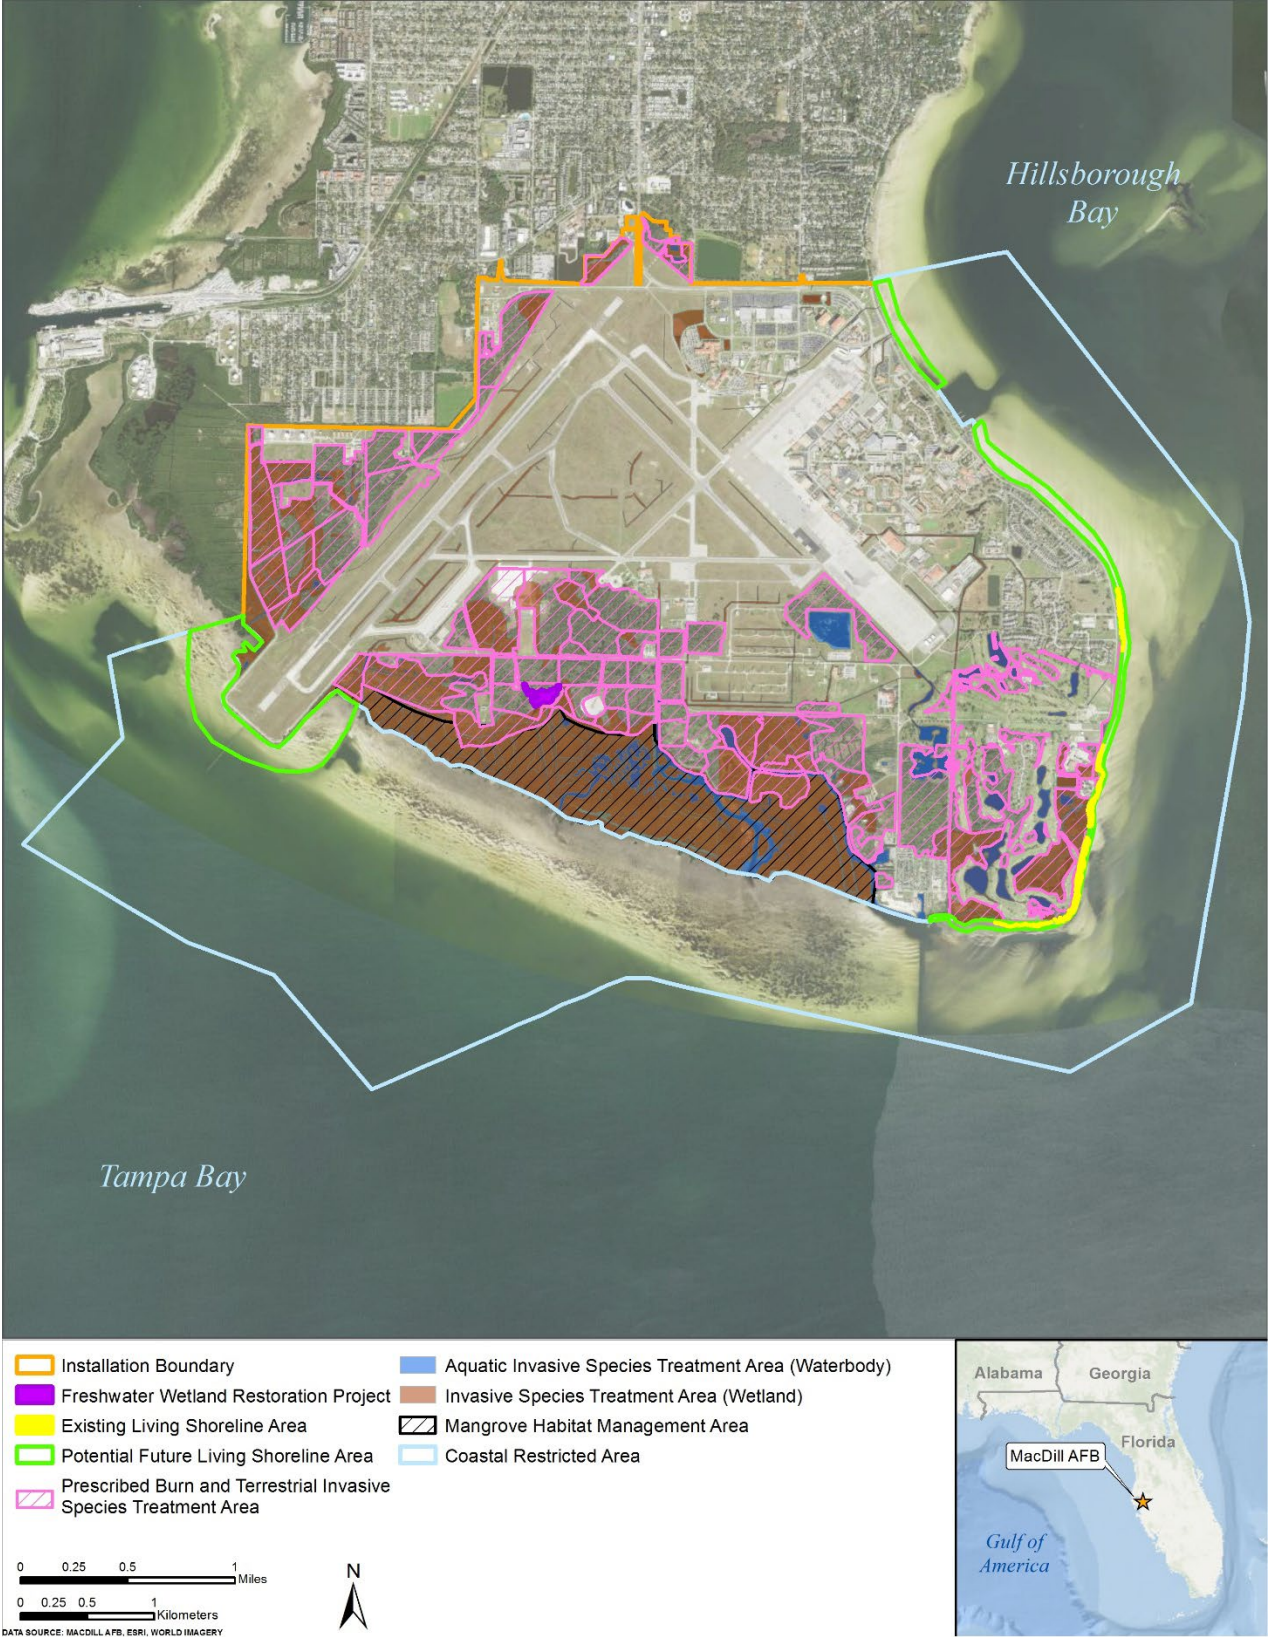 Hillsborough
Bay
Tampa Bay
Installation Boundary
Freshwater Wetland Restoration Project
Existing Living Shoreline Area
Potential Future Living Shoreline Area
Prescribed Burn and Terrestrial Invasive
Species Treatment Area
Aquatic Invasive Species Treatment Area (Waterbody)
Invasive Species Treatment Area (Wetland)
Mangrove Habitat Management Area
Coastal Restricted Area
0 0.25 0.5 1
Miles
0 0.25 0.5 1
Kilometers
N
DATA SOURCE: MACDILL AFB, ESRI, WORLD IMAGERY
Alabama
Georgia
Florida
MacDill AFB
Gulf of
America